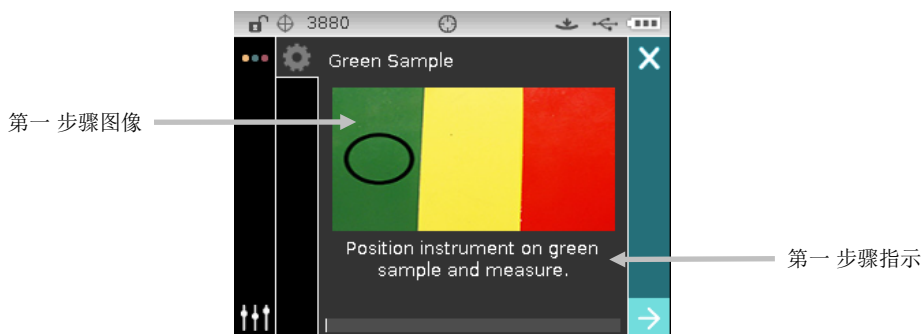 3880
Green Sample
第一 步骤图像
Position instrument on green
sample and measure.
第一 步骤指示